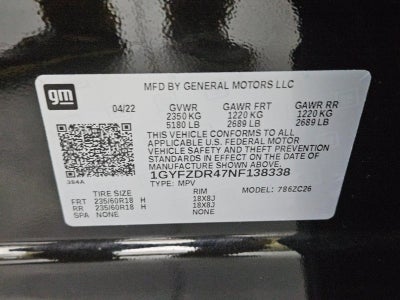 gm
MFD BY GENERAL MOTORS LLC
04/22 GVWR GAWR FRT GAWR RR
2350 KG 1220 KG 1220 KG
5180 LB 2689 LB 2689 LB
THIS VEHICLE CONFORMS TO ALL
APPLICABLE U.S. FEDERAL MOTOR
VEHICLE SAFETY AND THEFT PREVENTION
STANDARDS IN EFFECT ON THE DATE OF
MANUFACTURE SHOWN ABOVE.
1GYFZDR47NF138338
TYPE: MPV MODEL: 786ZC26
TIRE SIZE RIM
FRT 235/60R18 H 18X8J
RR 235/60R18 H 18X8J
SPA NONE NONE